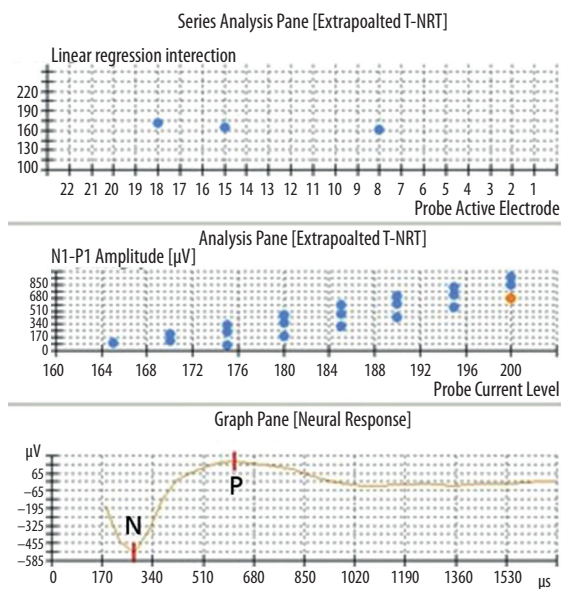 Series Analysis Pane [Extrapoalted T-NRT]
Linear regression interection
220
190
160
130
100
22 21 20 19 18 17 16 15 14 13 12 11 10 9 8 7 6 5 4 3 2 1
Probe Active Electrode
Analysis Pane [Extrapoalted T-NRT]
N1-P1 Amplitude [µV]
850
680
510
340
170
0
160 164 168 170 176 180 184 188 192 196 200
Probe Current Level
Graph Pane [Neural Response]
µV
65
–65
–195
–325
–455
–585
P
N
0 170 340 510 680 850 1020 1190 1360 1530 µs